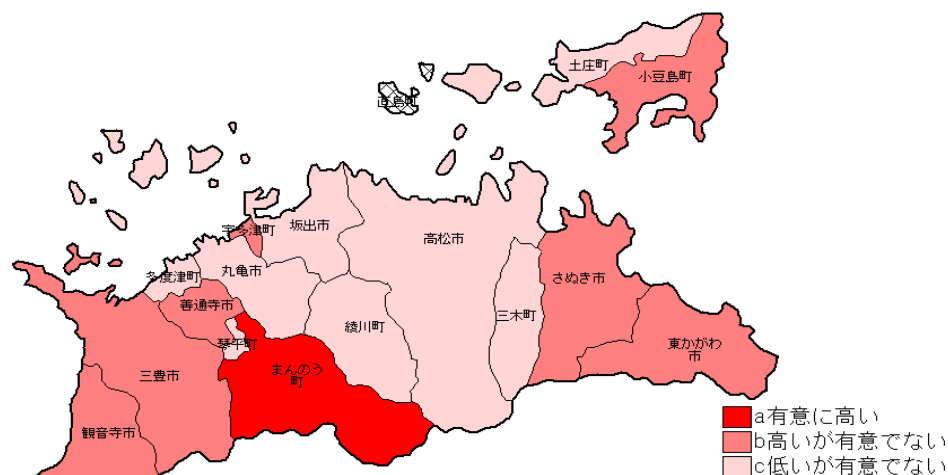 土庄町
小豆島町
直島町
宇多津町
坂出市
高松市
多度津町
丸亀市
さぬき市
善通寺市
三木町
綾川町
琴平町
東かがわ
市
まんのう
町
三豊市
観音寺市
a有意に高い
b高いが有意でない
c低いが有意でない